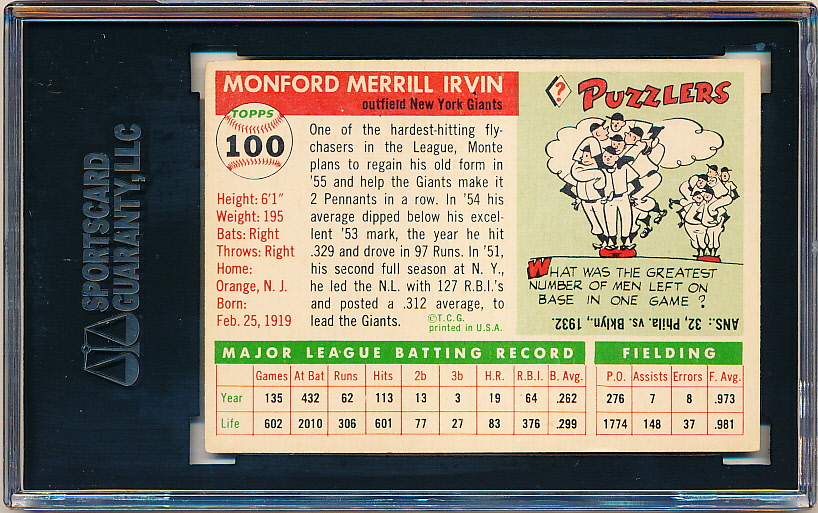 SPORTSCARD
GUARANTY, LLC
MONFORD MERRILL IRVIN
outfield New York Giants
TOPPS
100
Height: 6'1"
Weight: 195
Bats: Right
Throws: Right
Home:
Orange, N. J.
Born:
Feb. 25, 1919
One of the hardest-hitting fly-
chasers in the League, Monte
plans to regain his old form in
'55 and help the Giants make it
2 Pennants in a row. In '54 his
average dipped below his excel-
lent '53 mark, the year he hit
.329 and drove in 97 Runs. In '51,
his second full season at N. Y.,
he led the N.L. with 127 R.B.I.'s
and posted a .312 average, to
lead the Giants.
©T.C.G.
printed in U.S.A.
? PUZZLERS
WHAT WAS THE GREATEST
NUMBER OF MEN LEFT ON
BASE IN ONE GAME ?
ANS.: 32, Phila. vs. Bklyn., 1932.
MAJOR LEAGUE BATTING RECORD
Games At Bat Runs Hits 2b 3b H.R. R.B.I. B. Avg.
Year 135 432 62 113 13 3 19 64 .262
Life 602 2010 306 601 77 27 83 376 .299
FIELDING
P.O. Assists Errors F. Avg.
276 7 8 .973
1774 148 37 .981